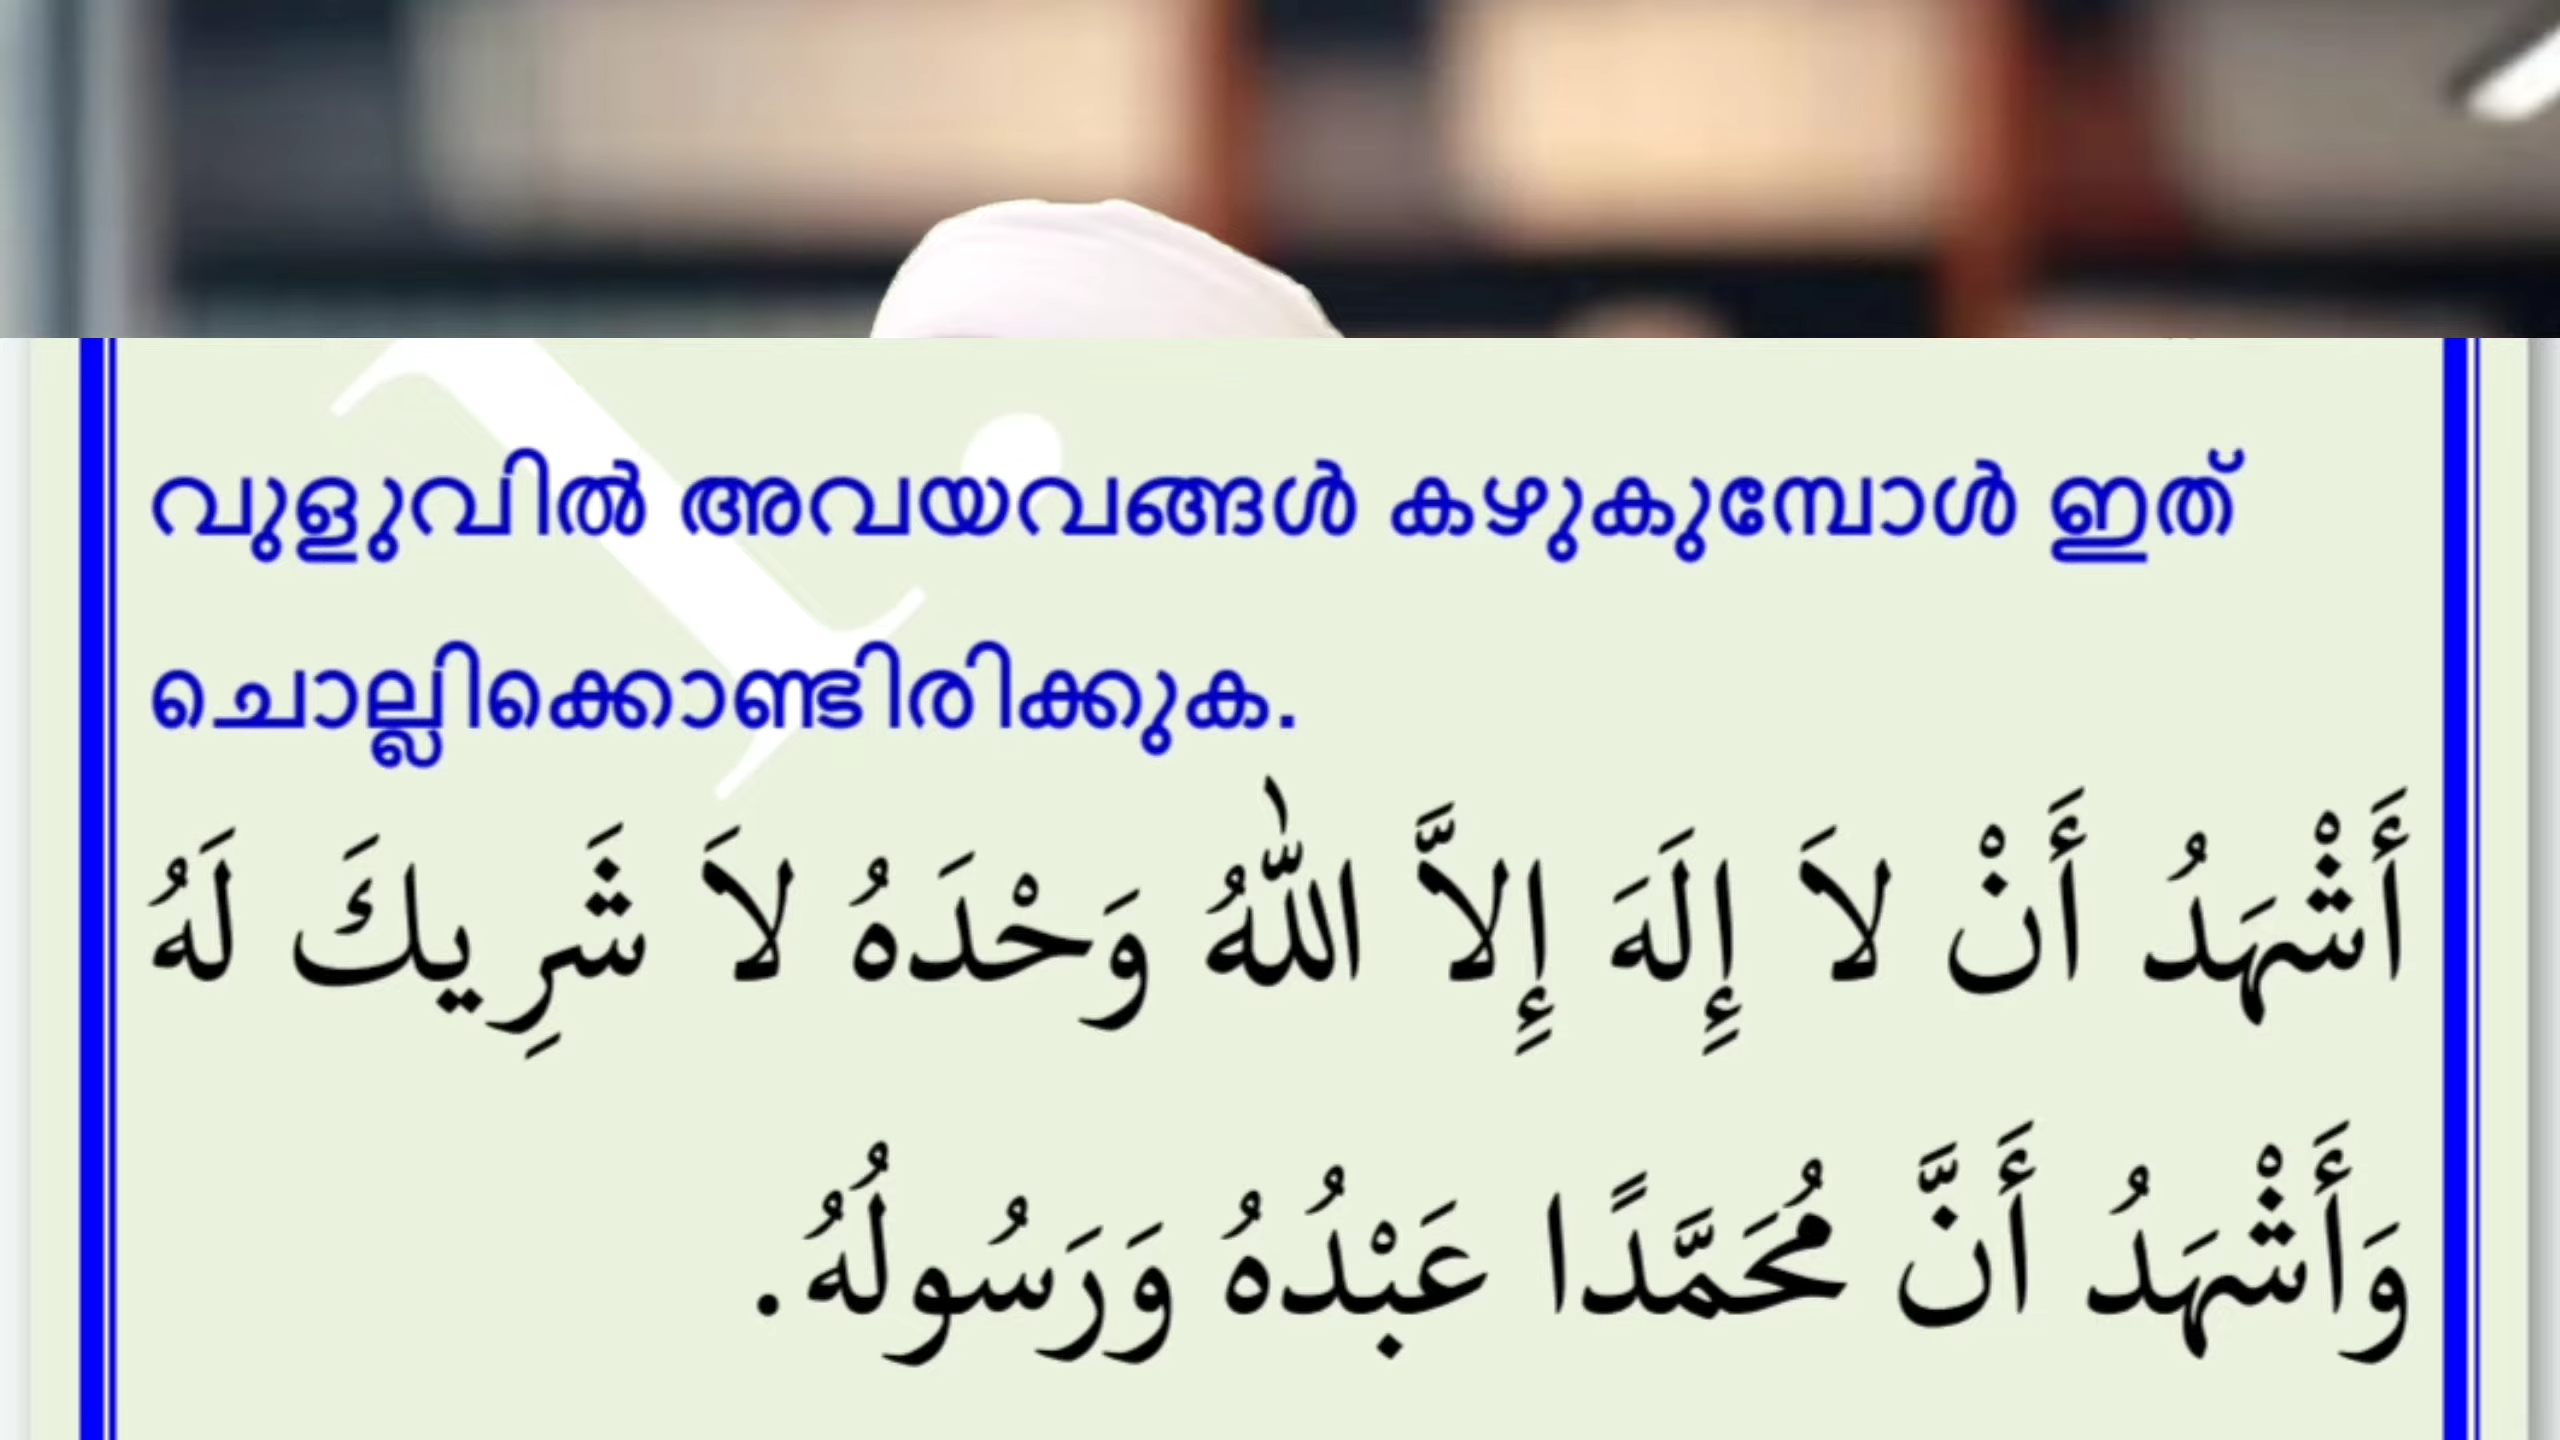 വുളുവിൽ അവയവങ്ങൾ കഴുകുമ്പോൾ ഇത്
ചൊല്ലിക്കൊണ്ടിരിക്കുക.
أَشْهَدُ أَنْ لاَ إِلَهَ إِلاَّ اللّٰهُ وَحْدَهُ لاَ شَرِيكَ لَهُ
وَأَشْهَدُ أَنَّ مُحَمَّدًا عَبْدُهُ وَرَسُولُهُ.